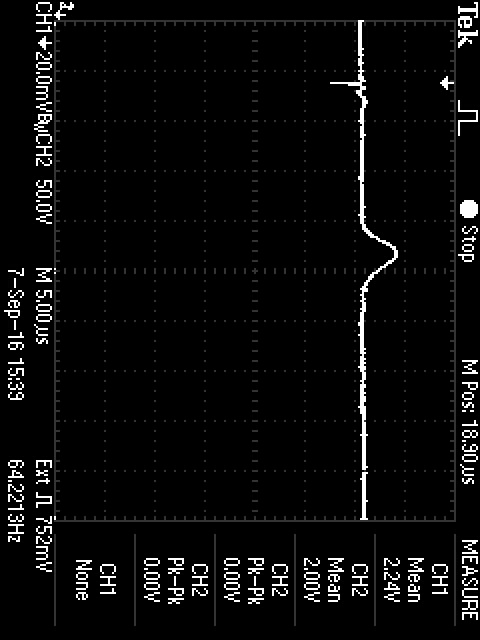 Tek
Stop
M Pos: 18.90µs
MEASURE
CH1
Mean
2.24V
CH2
Mean
2.00V
CH2
Pk-Pk
0.00V
CH2
Pk-Pk
0.00V
CH1
None
2
CH1 20.0mVBW CH2 50.0V M 5.00µs Ext 752mV
7-Sep-16 15:39 64.2213Hz